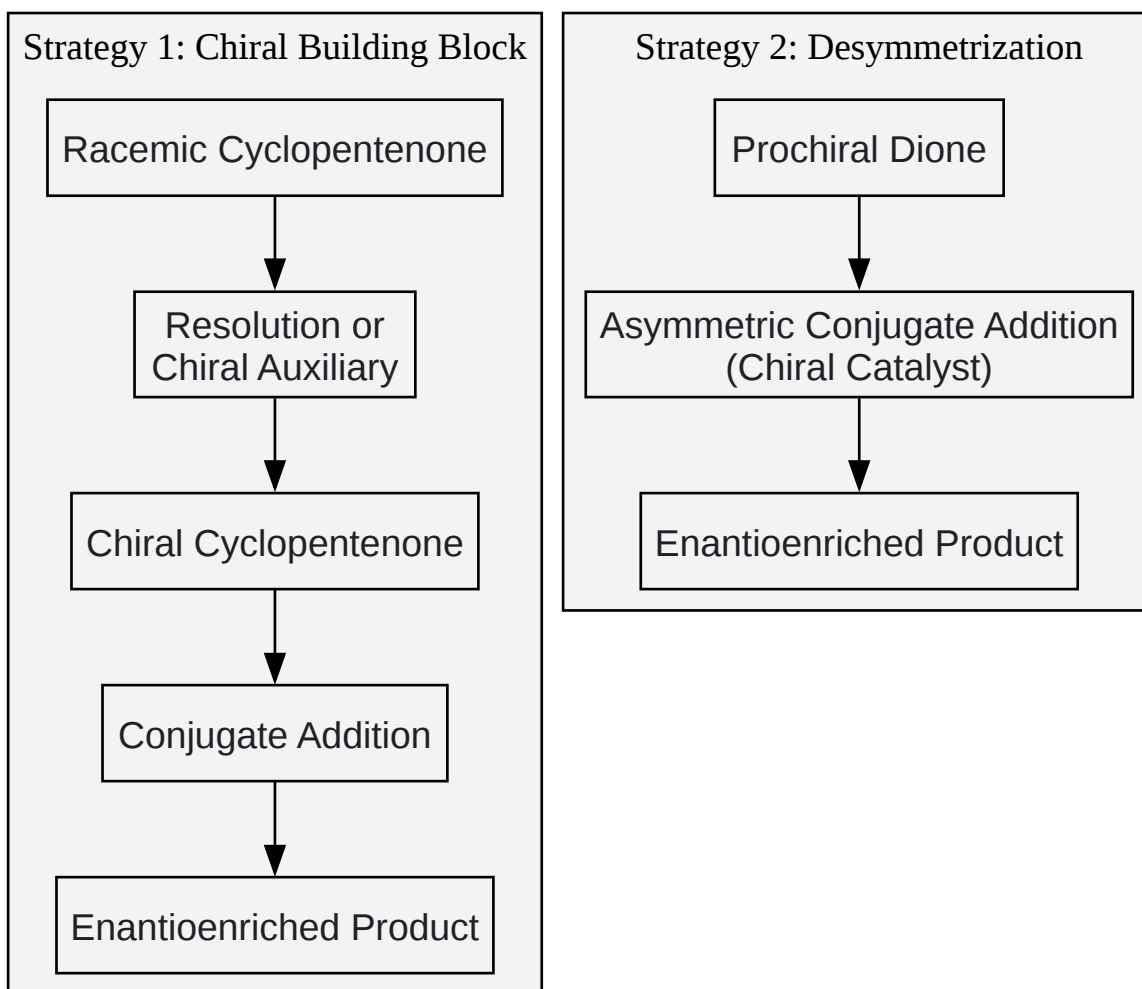 Strategy 1: Chiral Building Block
Racemic Cyclopentenone
Resolution or
Chiral Auxiliary
Chiral Cyclopentenone
Conjugate Addition
Enantioenriched Product
Strategy 2: Desymmetrization
Prochiral Dione
Asymmetric Conjugate Addition
(Chiral Catalyst)
Enantioenriched Product